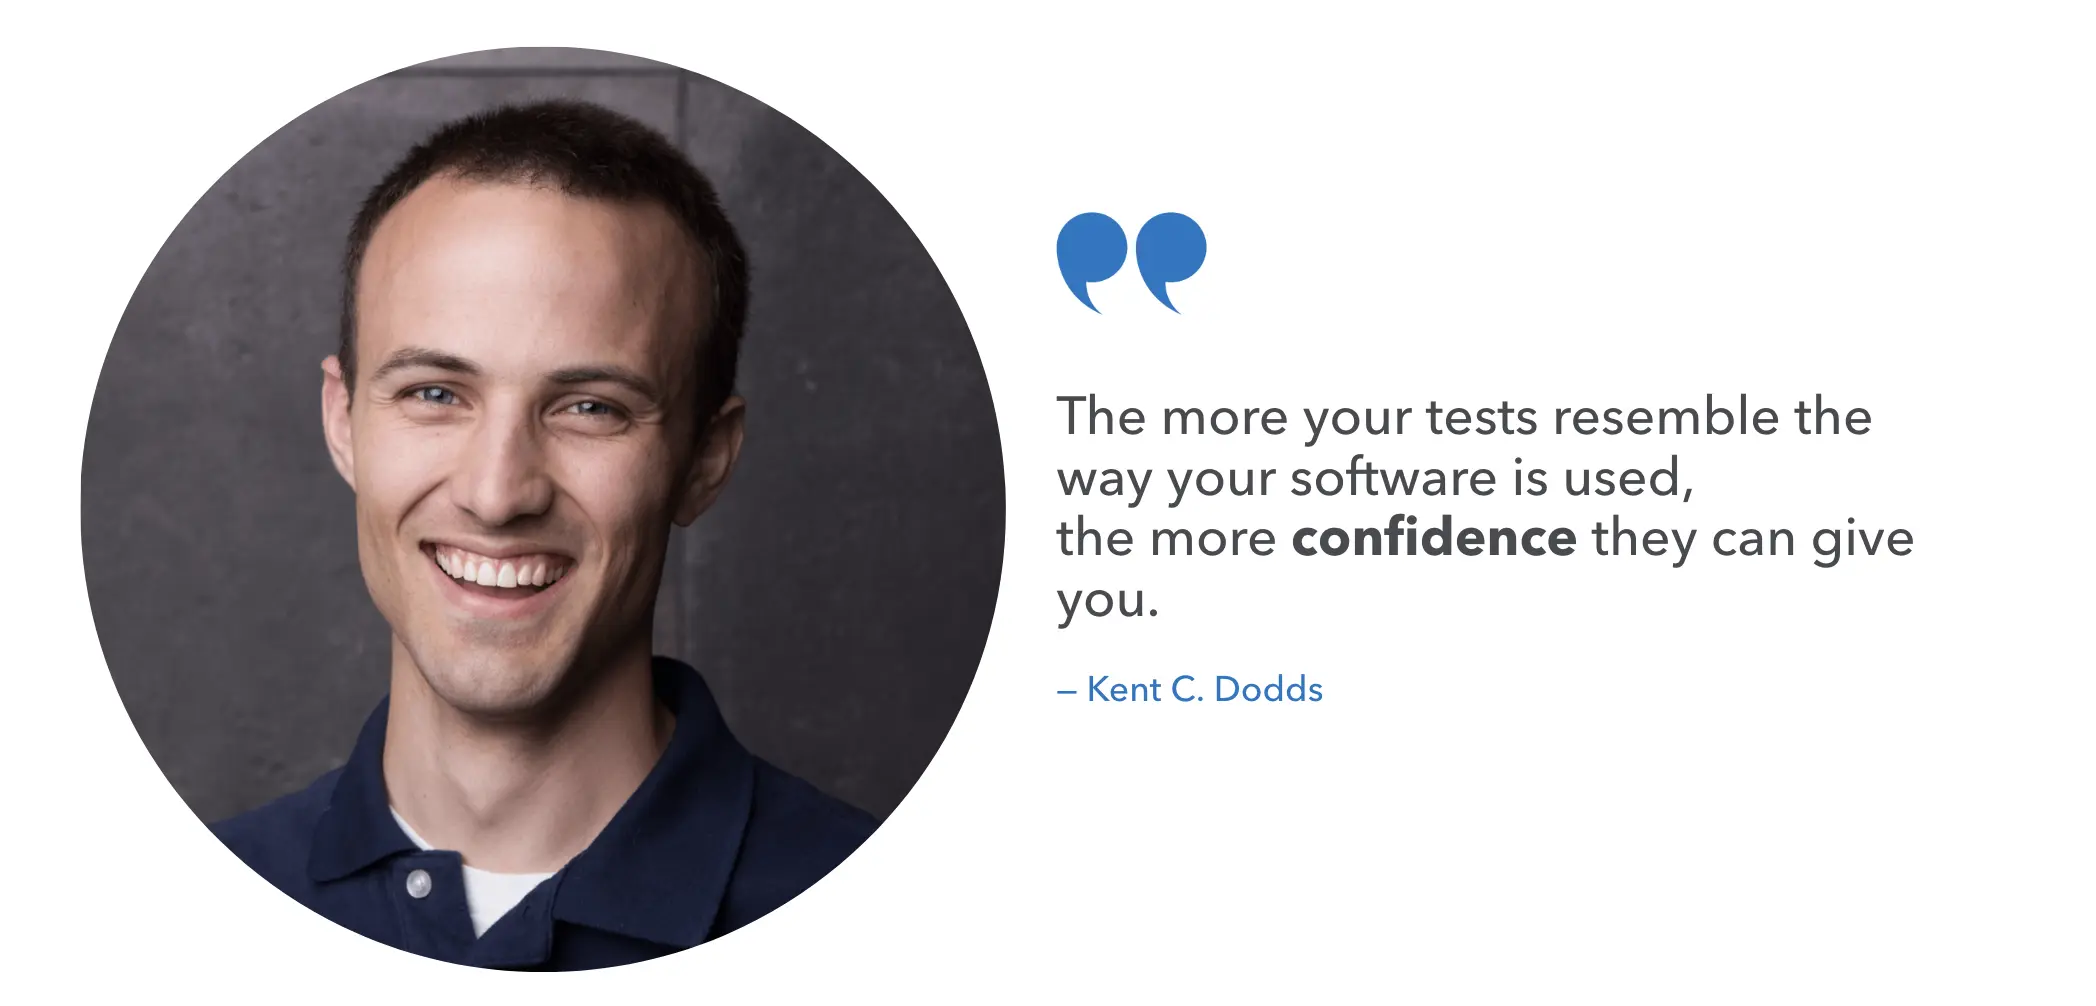 The more your tests resemble the
way your software is used,
the more confidence they can give
you.
– Kent C. Dodds